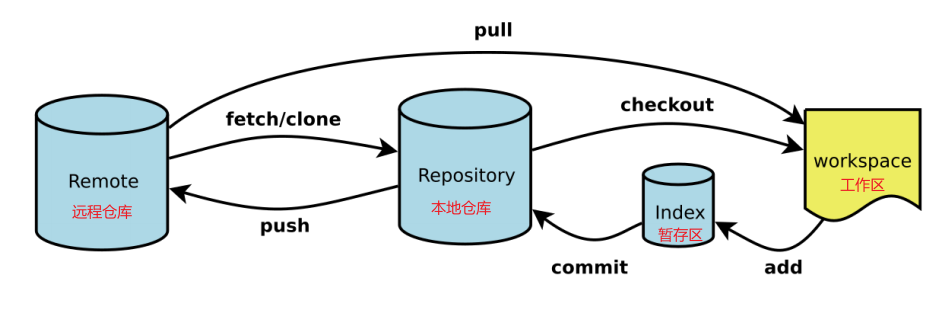 pull
fetch/clone
checkout
Remote
远程仓库
Repository
本地仓库
workspace
工作区
Index
暂存区
push
commit
add